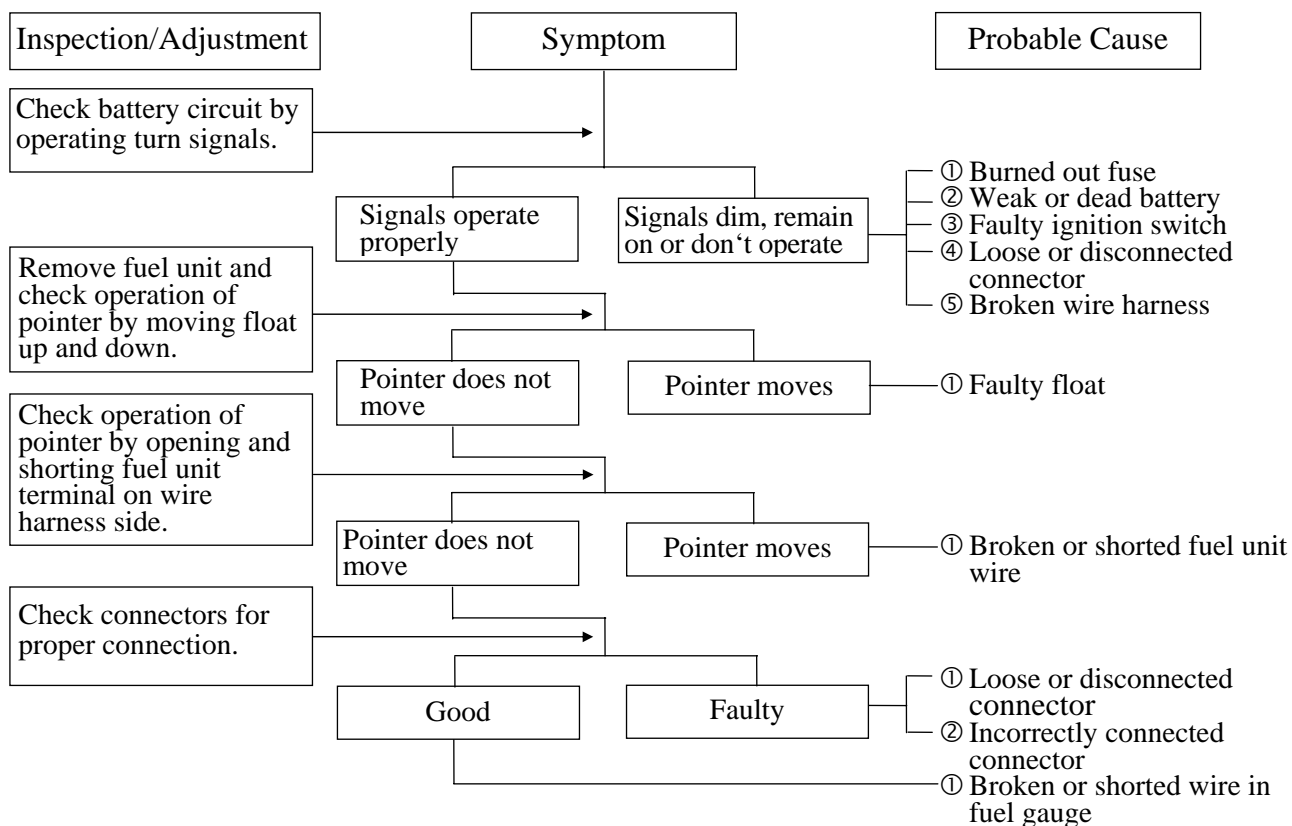 Inspection/Adjustment
Symptom
Probable Cause
Check battery circuit by
operating turn signals.
Signals operate
properly
Signals dim, remain
on or don‘t operate
① Burned out fuse
② Weak or dead battery
③ Faulty ignition switch
④ Loose or disconnected
connector
⑤ Broken wire harness
Remove fuel unit and
check operation of
pointer by moving float
up and down.
Pointer does not
move
Pointer moves
① Faulty float
Check operation of
pointer by opening and
shorting fuel unit
terminal on wire
harness side.
Pointer does not
move
Pointer moves
① Broken or shorted fuel unit
wire
Check connectors for
proper connection.
Good
Faulty
① Loose or disconnected
connector
② Incorrectly connected
connector
① Broken or shorted wire in
fuel gauge